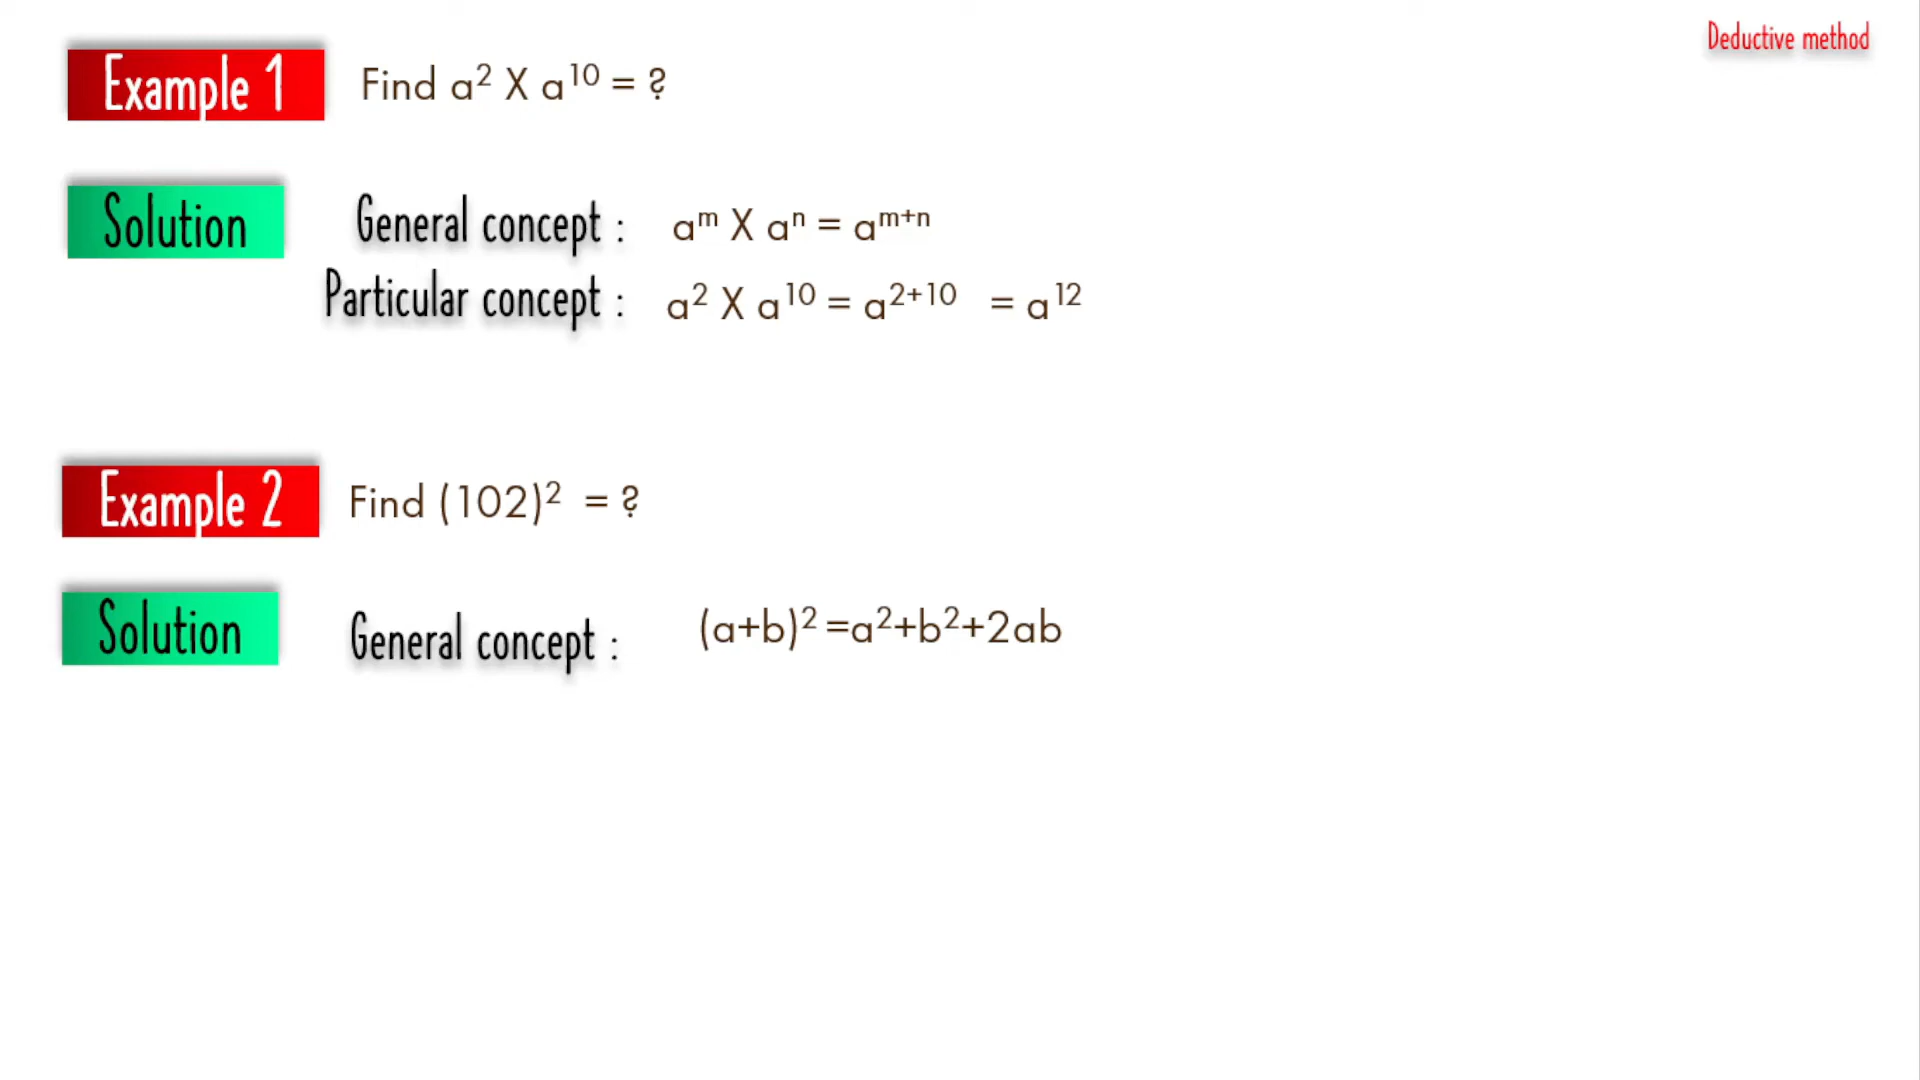 Deductive method
Example 1 Find a² X a¹⁰ = ?
Solution General concept : aᵐ X aⁿ = aᵐ⁺ⁿ
Particular concept : a² X a¹⁰ = a²⁺¹⁰ = a¹²
Example 2 Find (102)² = ?
Solution General concept : (a+b)² =a²+b²+2ab